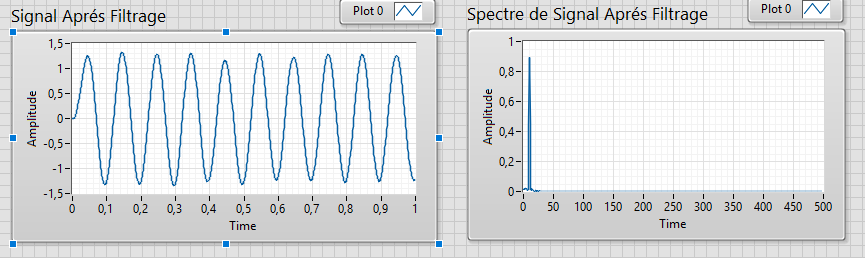 Signal Aprés Filtrage
Plot 0
1,5
1
0,5
0
-0,5
-1
-1,5
Amplitude
0 0,1 0,2 0,3 0,4 0,5 0,6 0,7 0,8 0,9 1
Time
Spectre de Signal Aprés Filtrage
Plot 0
1
0,8
0,6
0,4
0,2
0
Amplitude
0 50 100 150 200 250 300 350 400 450 500
Time